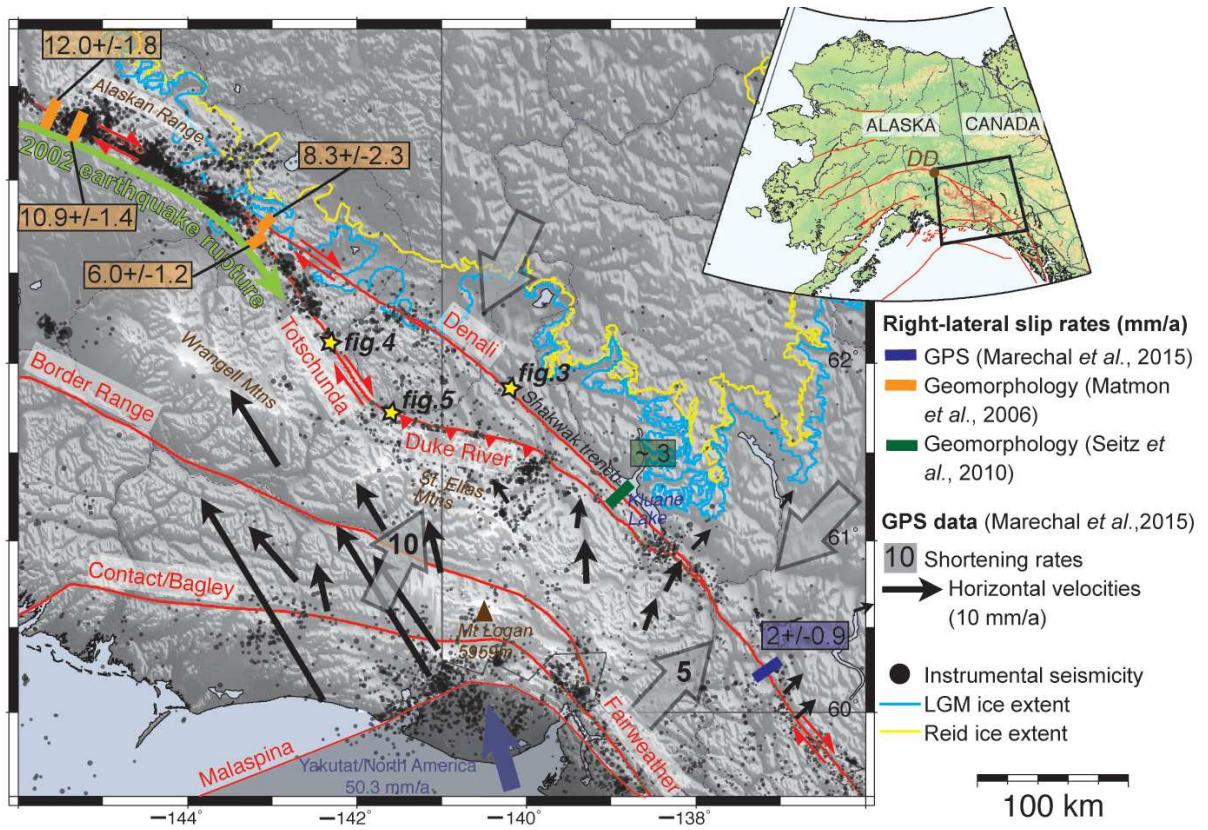 12.0+/-1.8
Alaskan Range
8.3+/-2.3
2002 earthquake rupture
10.9+/-1.4
6.0+/-1.2
Denali
Totschunda
fig.4
Wrangell Mtns
Border Range
fig.3
fig.5
Shakwak trench
Duke River
~ 3
St. Elias
Mtns
Kluane
Lake
10
Contact/Bagley
Mt Logan
5959m
2+/-0.9
5
Fairweather
Malaspina
Yakutat/North America
50.3 mm/a
62°
61°
60°
−144°
−142°
−140°
−138°
ALASKA
CANADA
DD
Right-lateral slip rates (mm/a)
GPS (Marechal et al., 2015)
Geomorphology (Matmon
et al., 2006)
Geomorphology (Seitz et
al., 2010)
GPS data (Marechal et al.,2015)
10 Shortening rates
Horizontal velocities
(10 mm/a)
Instrumental seismicity
LGM ice extent
Reid ice extent
100 km